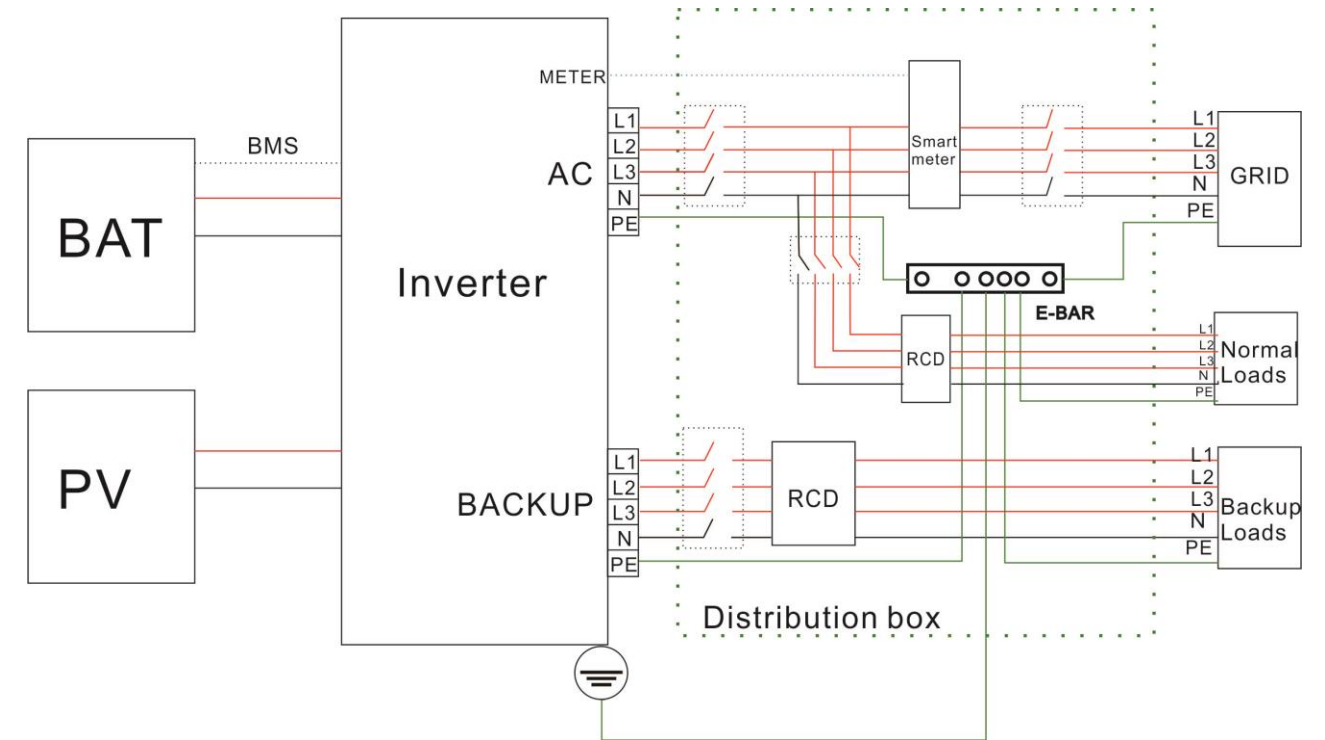 METER
L1
L2
L3
N
PE
AC
BMS
BAT
Inverter
Smart
meter
L1
L2
L3
N
PE
GRID
E-BAR
RCD
L1
L2
L3
N
PE
Normal
Loads
PV
BACKUP
L1
L2
L3
N
PE
RCD
L1
L2
L3
N
PE
Backup
Loads
Distribution box